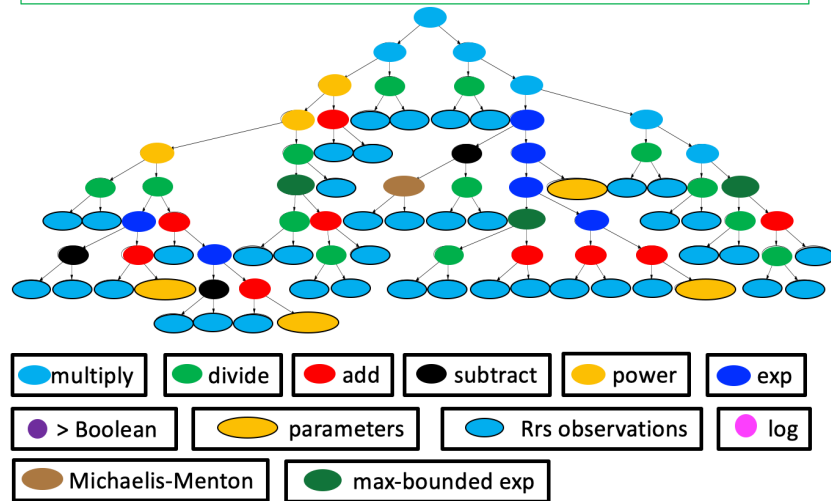 multiply divide add subtract power exp
> Boolean parameters Rrs observations log
Michaelis-Menton max-bounded exp